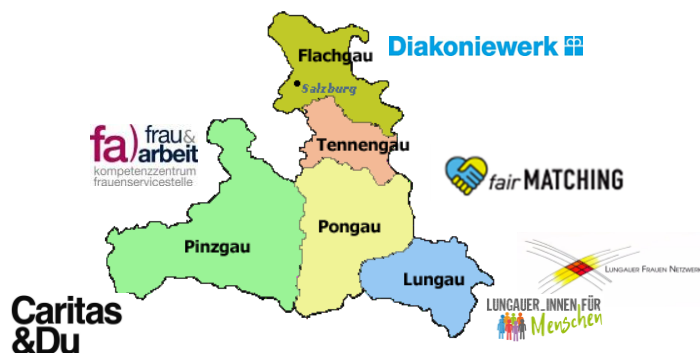 Flachgau
Diakoniewerk
Salzburg
fa) frau&
arbeit
kompetenzzentrum
frauenservicestelle
Tennengau
fair MATCHING
Pongau
Pinzgau
Lungau
LUNGAUER FRAUEN NETZWERK
LUNGAUER_INNEN FÜR
Menschen
Caritas
&Du